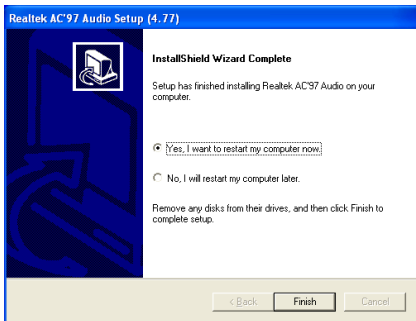 Realtek AC'97 Audio Setup (4.77)
InstallShield Wizard Complete
Setup has finished installing Realtek AC'97 Audio on your
computer.
Yes, I want to restart my computer now.
No, I will restart my computer later.
Remove any disks from their drives, and then click Finish to
complete setup.
< Back Finish Cancel